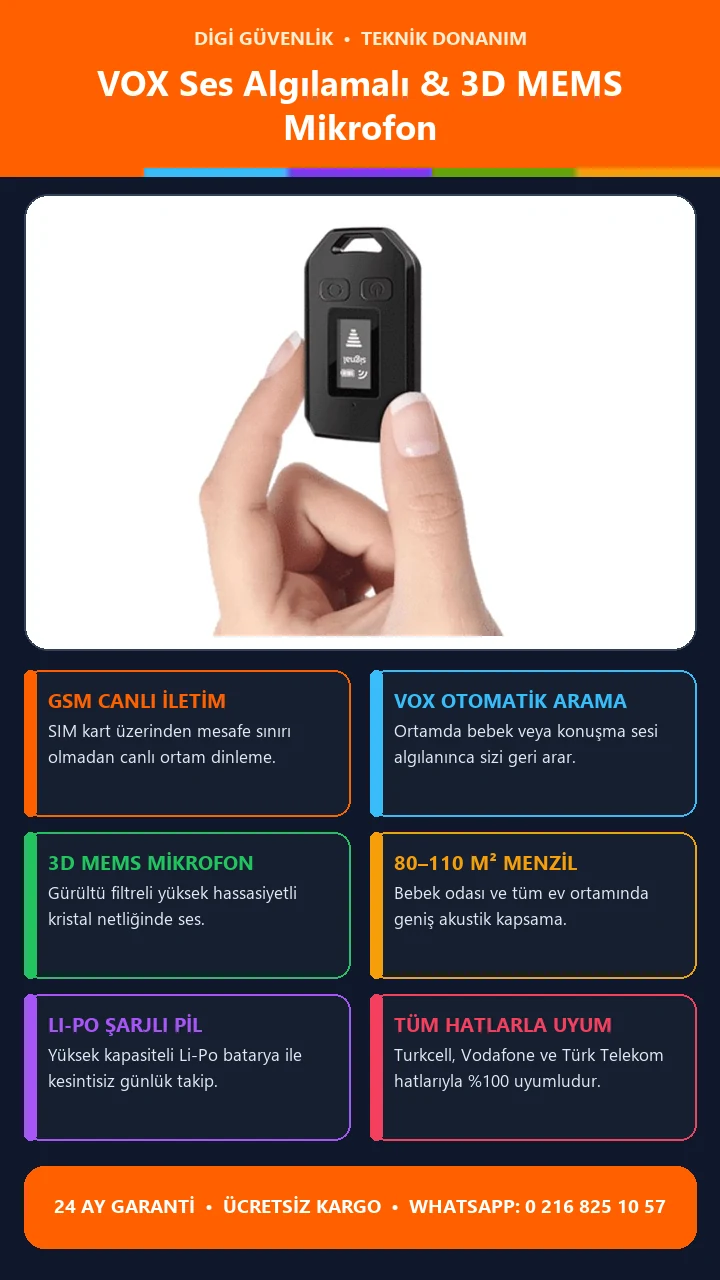 DİGİ GÜVENLİK • TEKNİK DONANIM
VOX Ses Algılamalı & 3D MEMS
Mikrofon
signal
GSM CANLI İLETİM
SIM kart üzerinden mesafe sınırı
olmadan canlı ortam dinleme.
VOX OTOMATİK ARAMA
Ortamda bebek veya konuşma sesi
algılanınca sizi geri arar.
3D MEMS MİKROFON
Gürültü filtreli yüksek hassasiyetli
kristal netliğinde ses.
80–110 M² MENZİL
Bebek odası ve tüm ev ortamında
geniş akustik kapsama.
LI-PO ŞARJLI PİL
Yüksek kapasiteli Li-Po batarya ile
kesintisiz günlük takip.
TÜM HATLARLA UYUM
Turkcell, Vodafone ve Türk Telekom
hatlarıyla %100 uyumludur.
24 AY GARANTİ • ÜCRETSİZ KARGO • WHATSAPP: 0 216 825 10 57